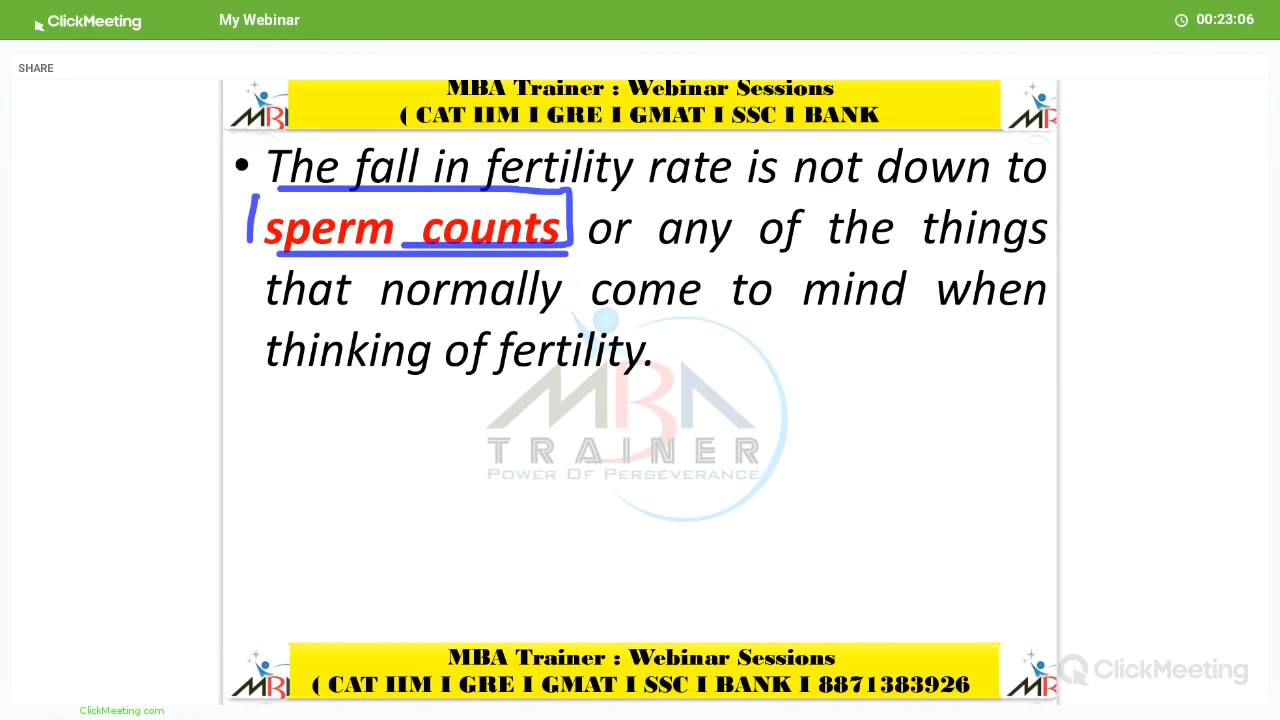 ClickMeeting My Webinar 00:23:06
SHARE
MBA Trainer : Webinar Sessions
( CAT IIM I GRE I GMAT I SSC I BANK
• The fall in fertility rate is not down to
sperm counts or any of the things
that normally come to mind when
thinking of fertility.
MBA
TRAINER
POWER OF PERSEVERANCE
MBA Trainer : Webinar Sessions
( CAT IIM I GRE I GMAT I SSC I BANK I 8871383926
ClickMeeting
ClickMeeting.com